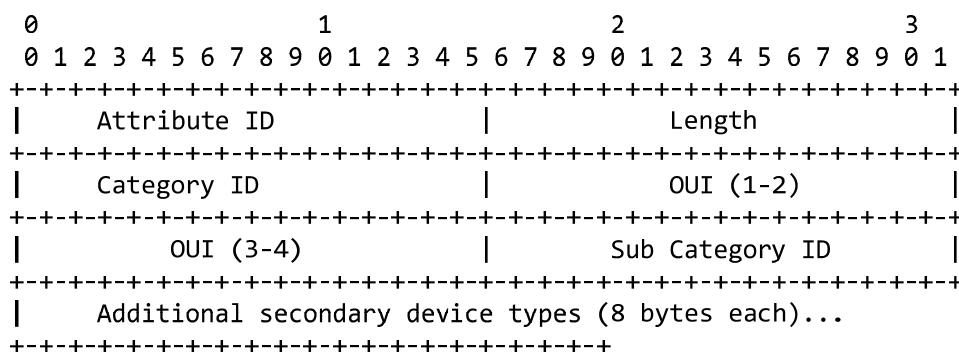 0                   1                   2                   3
 0 1 2 3 4 5 6 7 8 9 0 1 2 3 4 5 6 7 8 9 0 1 2 3 4 5 6 7 8 9 0 1
+-+-+-+-+-+-+-+-+-+-+-+-+-+-+-+-+-+-+-+-+-+-+-+-+-+-+-+-+-+-+-+-+
|     Attribute ID              |            Length             |
+-+-+-+-+-+-+-+-+-+-+-+-+-+-+-+-+-+-+-+-+-+-+-+-+-+-+-+-+-+-+-+-+
|     Category ID               |            OUI (1-2)          |
+-+-+-+-+-+-+-+-+-+-+-+-+-+-+-+-+-+-+-+-+-+-+-+-+-+-+-+-+-+-+-+-+
|          OUI (3-4)            |        Sub Category ID        |
+-+-+-+-+-+-+-+-+-+-+-+-+-+-+-+-+-+-+-+-+-+-+-+-+-+-+-+-+-+-+-+-+
|     Additional secondary device types (8 bytes each)...
+-+-+-+-+-+-+-+-+-+-+-+-+-+-+-+-+-+-+-+-+